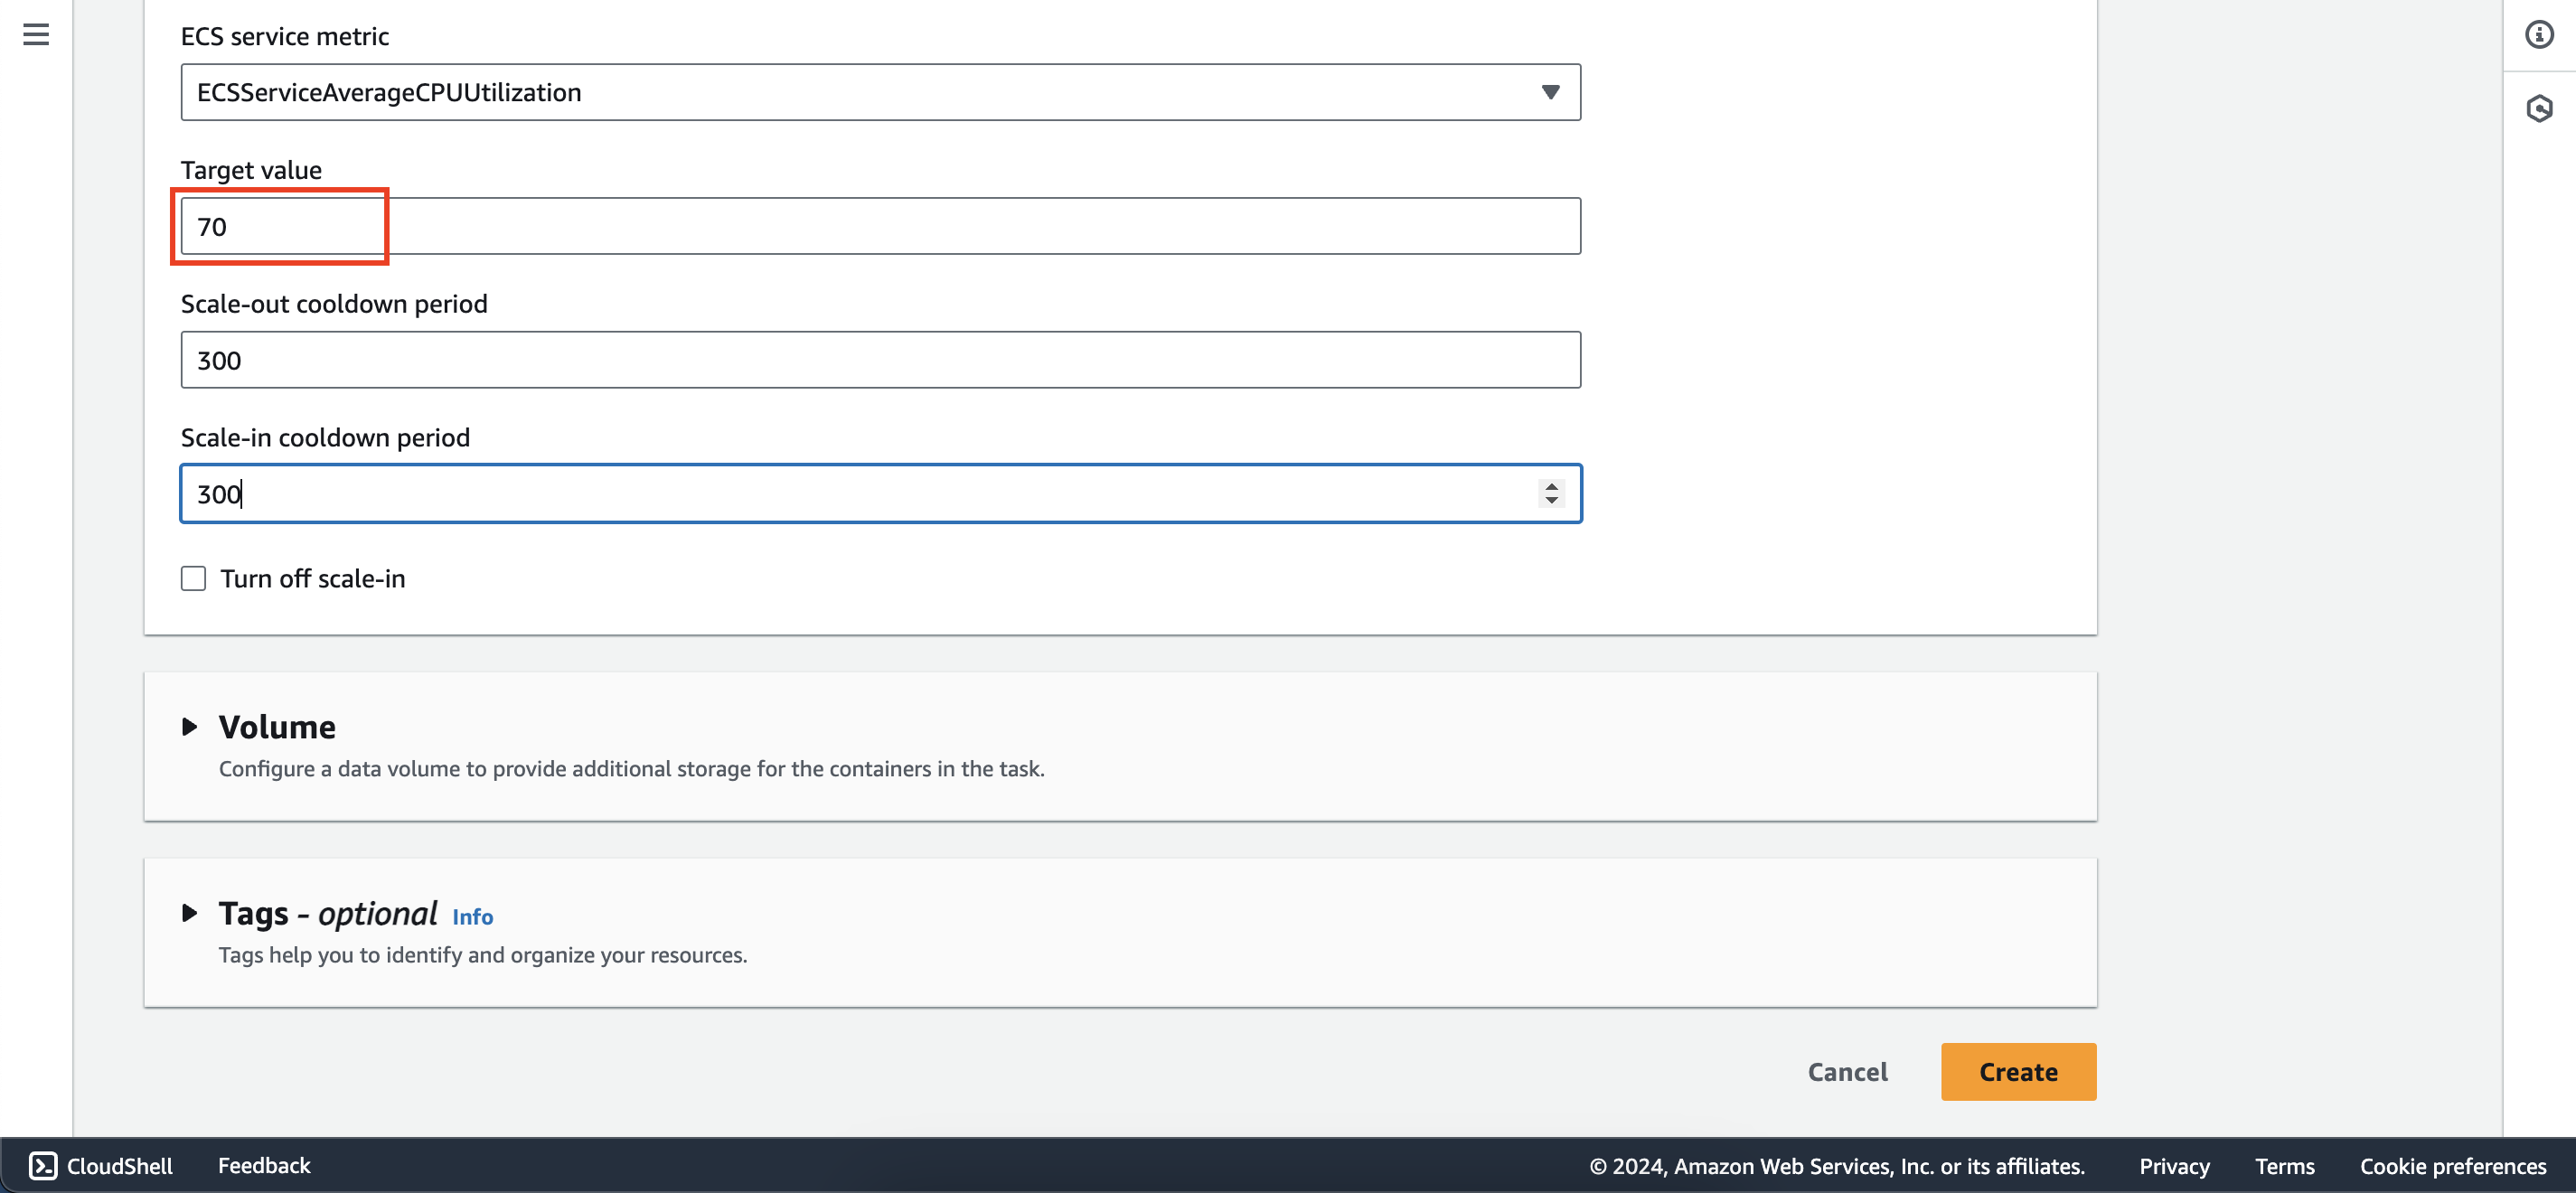 ECS service metric
ECSServiceAverageCPUUtilization
Target value
70
Scale-out cooldown period
300
Scale-in cooldown period
300
Turn off scale-in
Volume
Configure a data volume to provide additional storage for the containers in the task.
Tags - optional Info
Tags help you to identify and organize your resources.
Cancel Create
CloudShell Feedback © 2024, Amazon Web Services, Inc. or its affiliates. Privacy Terms Cookie preferences